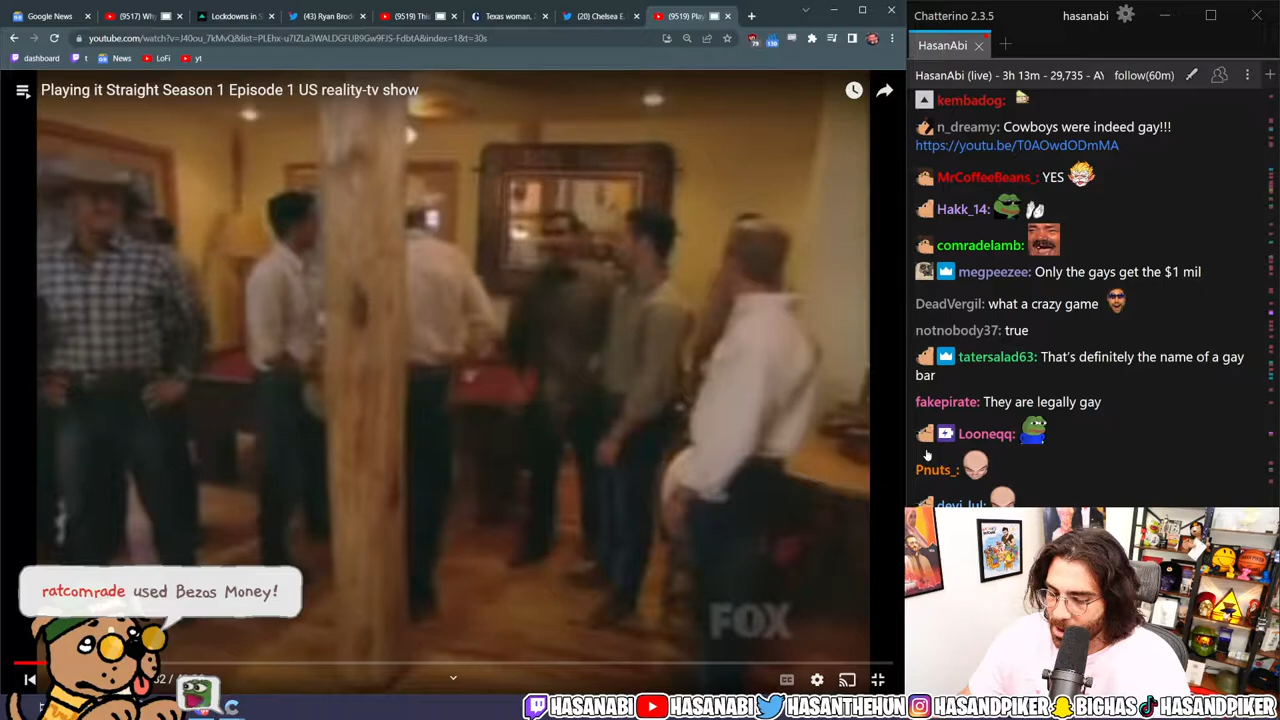 Google News
(9517) Why
Lockdowns in S
(43) Ryan Brod
(9519) This
Texas woman, 2
(20) Chelsea E
(9519) Play
youtube.com/watch?v=J40ou_7kMvQ&list=PLEhx-u7IZLa3WALDGFUB9Gw9FJS-FdbtA&index=1&t=30s
dashboard
t
News
LoFi
yt
Playing it Straight Season 1 Episode 1 US reality-tv show
FOX
ratcomrade used Bezos Money!
Chatterino 2.3.5
hasanabi
HasanAbi
HasanAbi (live) - 3h 13m - 29,735 - A\
follow(60m)
kembadog:
n_dreamy: Cowboys were indeed gay!!!
https://youtu.be/T0AOwdODmMA
MrCoffeeBeans_: YES
Hakk_14:
comradelamb:
megpeezee: Only the gays get the $1 mil
DeadVergil: what a crazy game
notnobody37: true
tatersalad63: That's definitely the name of a gay
bar
fakepirate: They are legally gay
Looneqq:
Pnuts_:
devi_lul:
HASANABI
HASANABI
HASANTHEHUN
HASANDPIKER
BIGHAS
HASANDPIKER